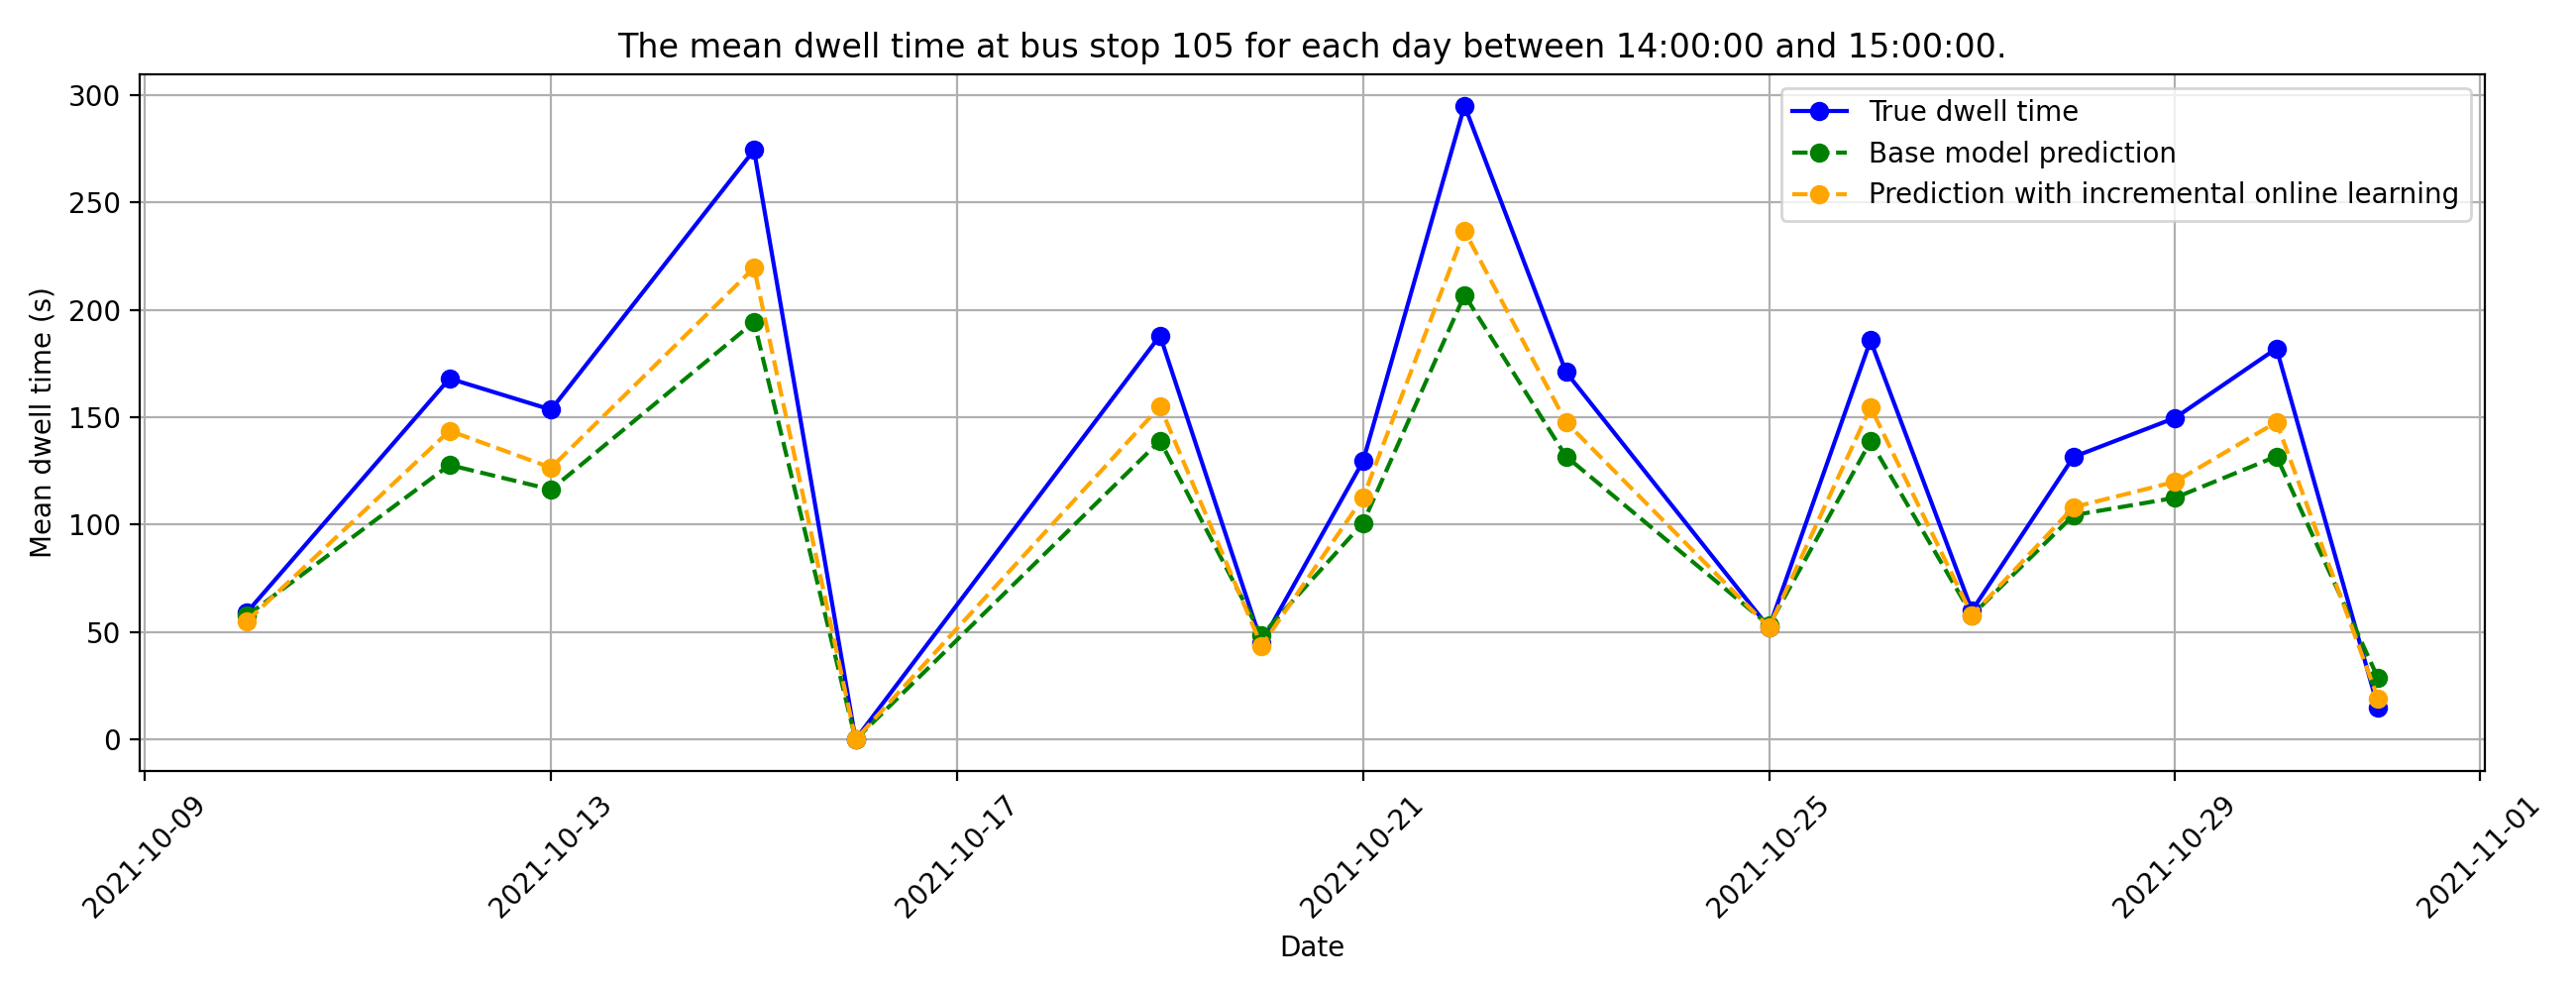 The mean dwell time at bus stop 105 for each day between 14:00:00 and 15:00:00.
Mean dwell time (s)
300
250
200
150
100
50
0
True dwell time
Base model prediction
Prediction with incremental online learning
2021-10-09
2021-10-13
2021-10-17
2021-10-21
2021-10-25
2021-10-29
2021-11-01
Date